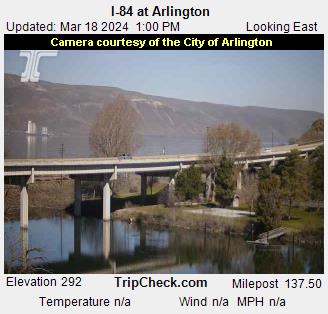 I-84 at Arlington
Updated: Mar 18 2024 1:00 PM Looking East
Camera courtesy of the City of Arlington
Elevation 292 TripCheck.com Milepost 137.50
Temperature n/a Wind n/a MPH n/a